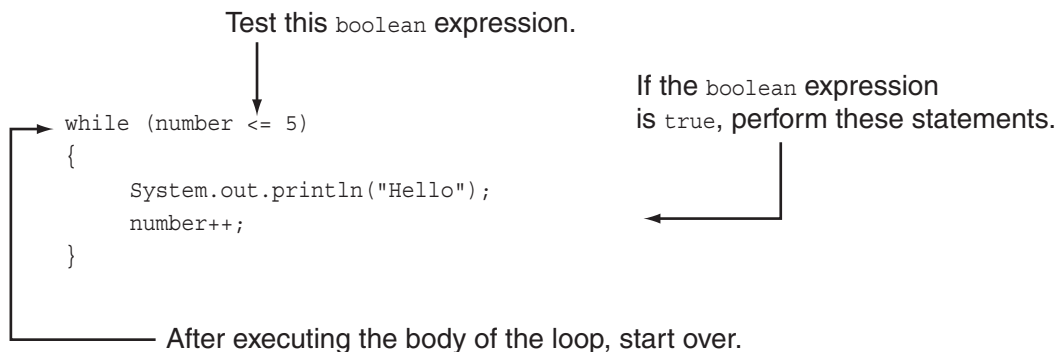 Test this boolean expression.
If the boolean expression
is true, perform these statements.
while (number <= 5)
{
System.out.println("Hello");
number++;
}
After executing the body of the loop, start over.